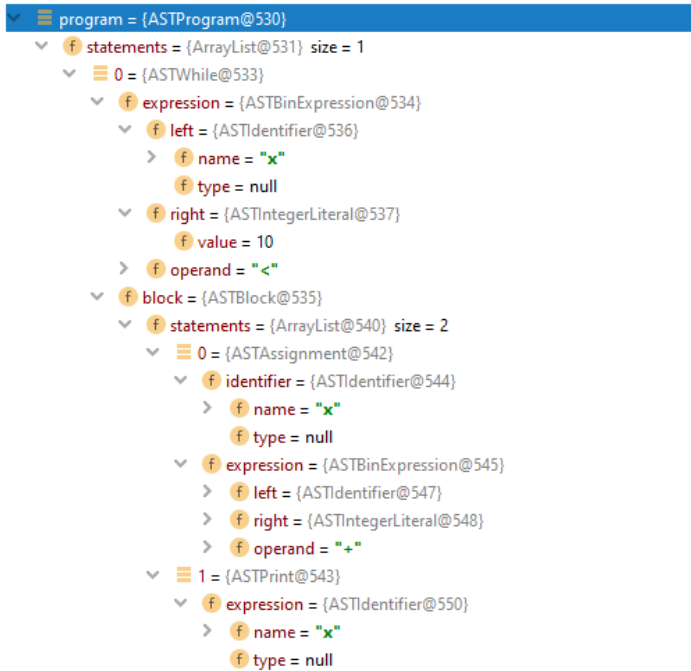 program = {ASTProgram@530}
f statements = {ArrayList@531} size = 1
0 = {ASTWhile@533}
f expression = {ASTBinExpression@534}
f left = {ASTIdentifier@536}
f name = "x"
f type = null
f right = {ASTIntegerLiteral@537}
f value = 10
f operand = "<"
f block = {ASTBlock@535}
f statements = {ArrayList@540} size = 2
0 = {ASTAssignment@542}
f identifier = {ASTIdentifier@544}
f name = "x"
f type = null
f expression = {ASTBinExpression@545}
f left = {ASTIdentifier@547}
f right = {ASTIntegerLiteral@548}
f operand = "+"
1 = {ASTPrint@543}
f expression = {ASTIdentifier@550}
f name = "x"
f type = null